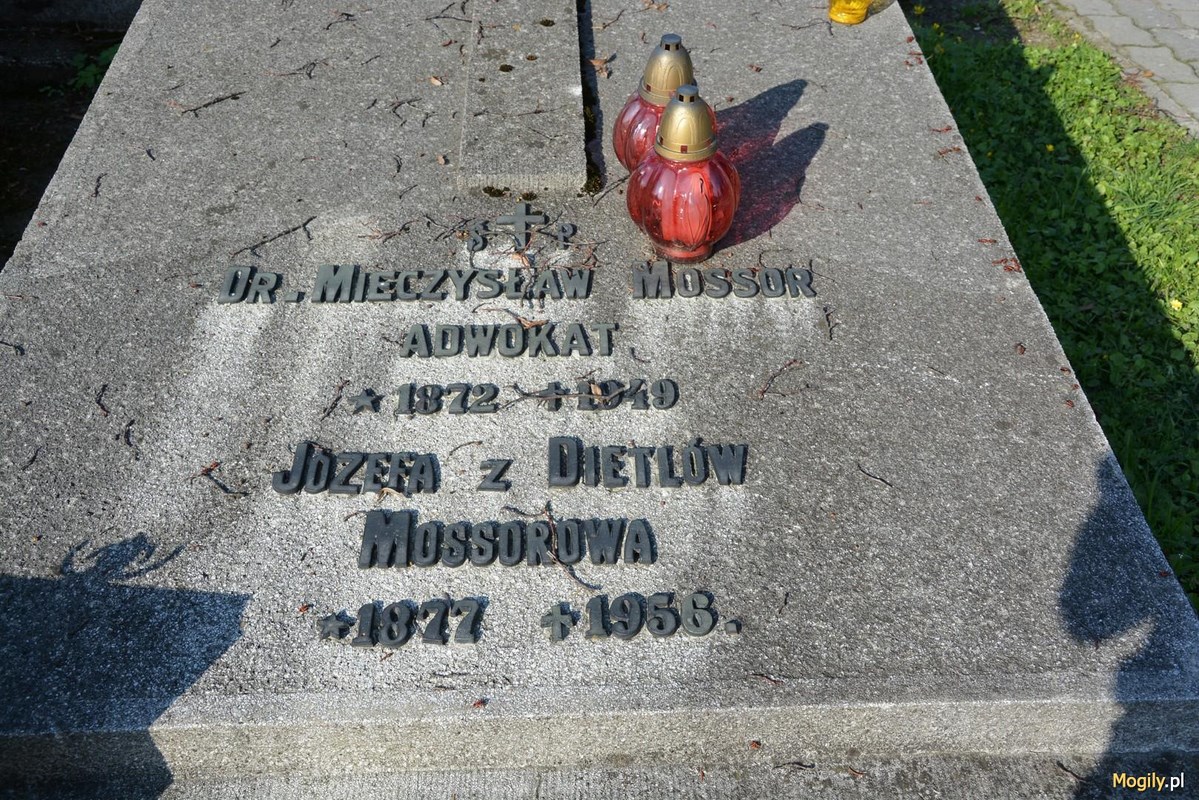 Ś † P
Dr. Mieczysław Mossor
ADWOKAT
★ 1872 † 1949
Józefa z Dietlów
Mossorowa
★ 1877 † 1956.
Mogily.pl